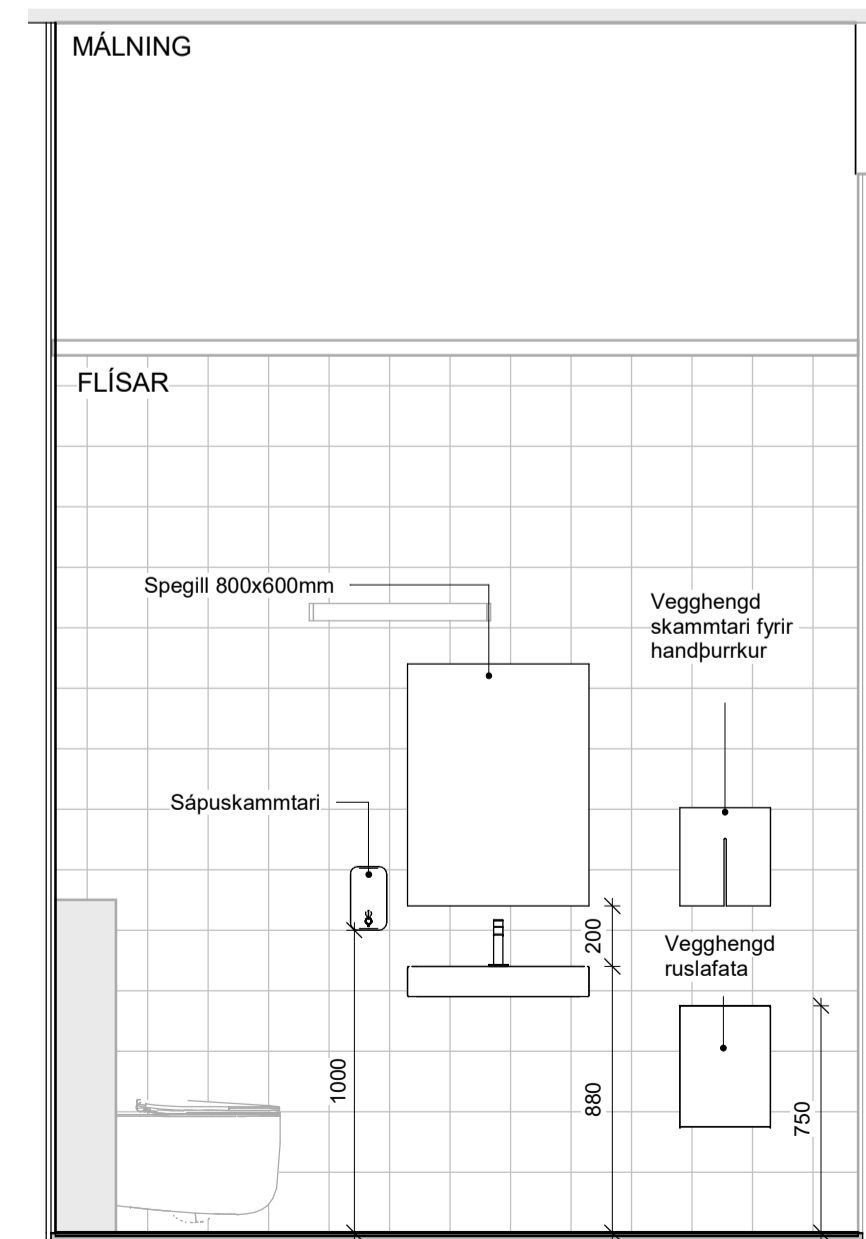 MÁLNING
FLÍSAR
Spegill 800x600mm
Vegghengd
skammtari fyrir
handþurrkur
Sápuskammtari
200
Vegghengd
ruslafata
1000
880
750